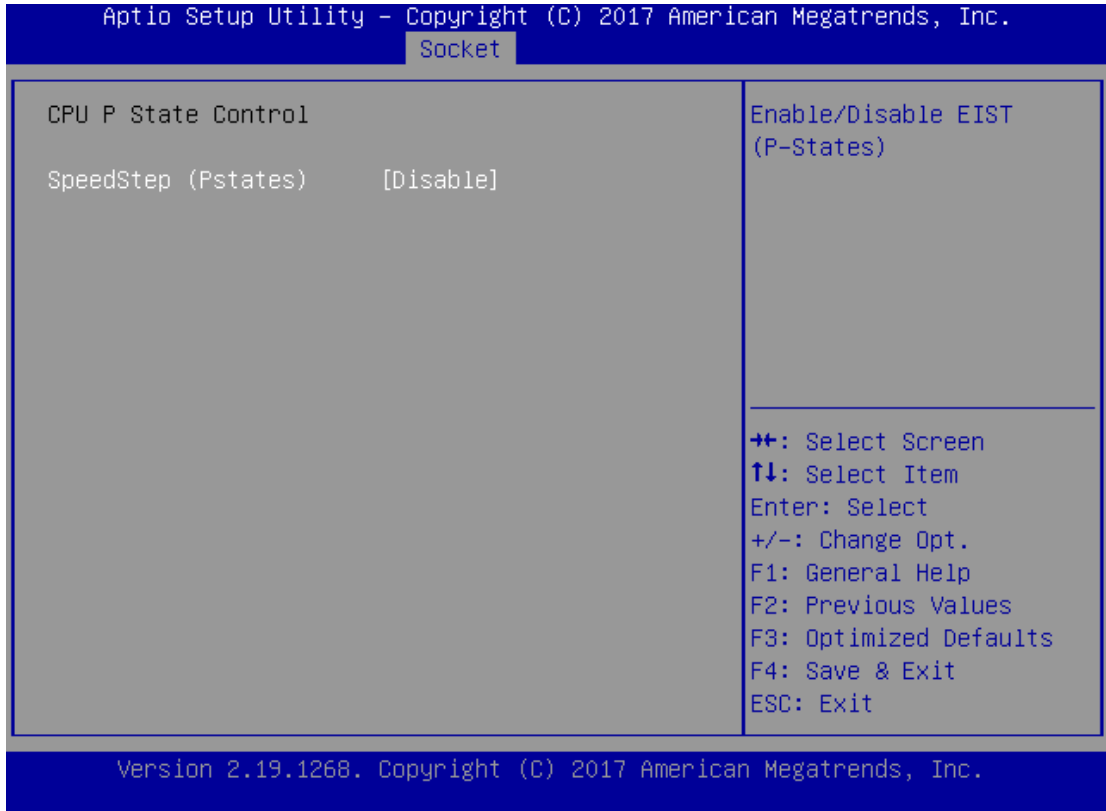 Aptio Setup Utility – Copyright (C) 2017 American Megatrends, Inc.
Socket
CPU P State Control
SpeedStep (Pstates) [Disable]
Enable/Disable EIST
(P-States)
→←: Select Screen
↑↓: Select Item
Enter: Select
+/-: Change Opt.
F1: General Help
F2: Previous Values
F3: Optimized Defaults
F4: Save & Exit
ESC: Exit
Version 2.19.1268. Copyright (C) 2017 American Megatrends, Inc.